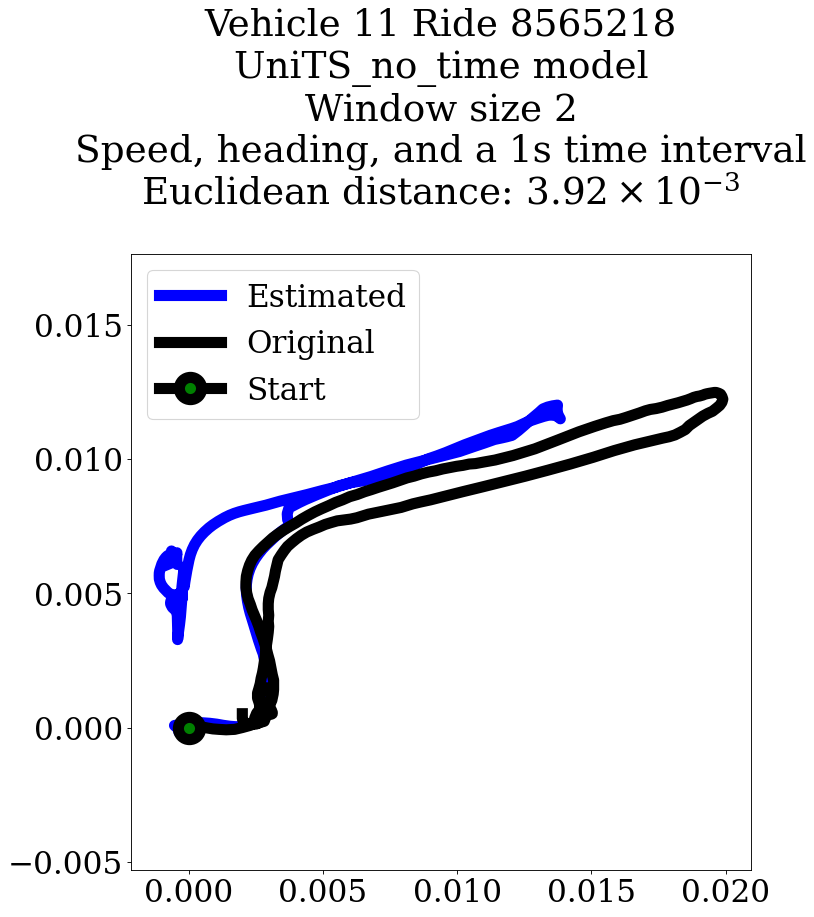 Vehicle 11 Ride 8565218
UniTS_no_time model
Window size 2
Speed, heading, and a 1s time interval
Euclidean distance: 3.92 × 10⁻³
Estimated
Original
Start
0.015
0.010
0.005
0.000
−0.005
0.000 0.005 0.010 0.015 0.020